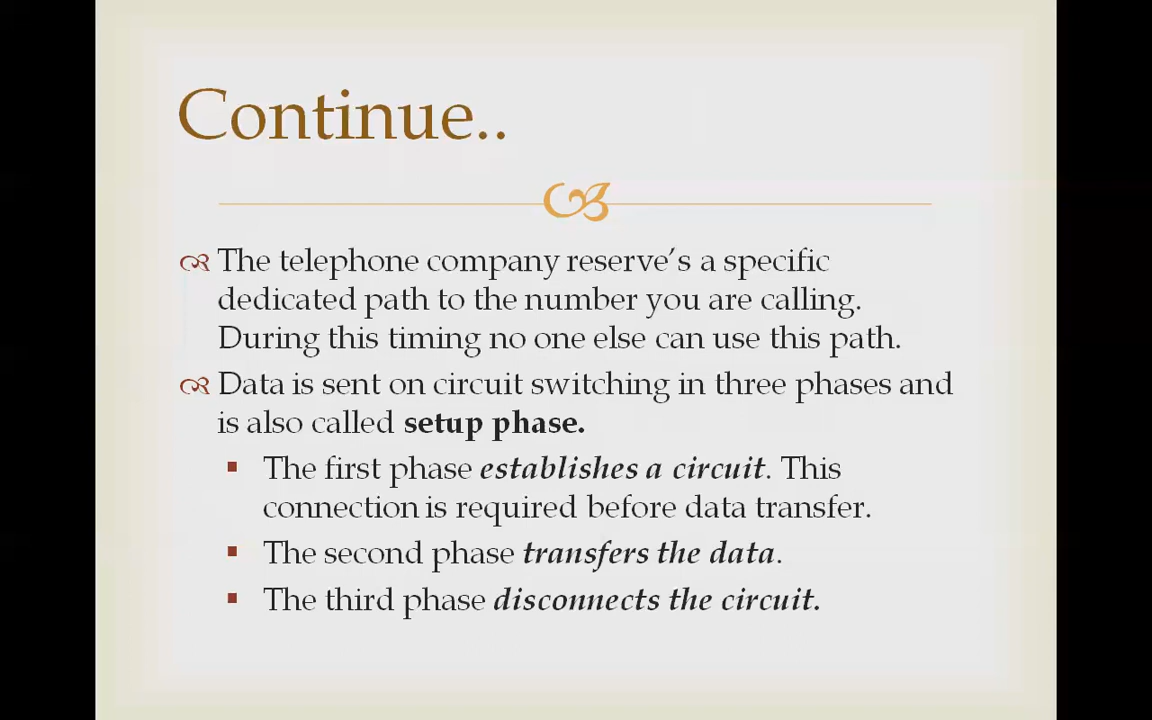 Continue..
The telephone company reserve’s a specific
dedicated path to the number you are calling.
During this timing no one else can use this path.
Data is sent on circuit switching in three phases and
is also called setup phase.
The first phase establishes a circuit. This
connection is required before data transfer.
The second phase transfers the data.
The third phase disconnects the circuit.